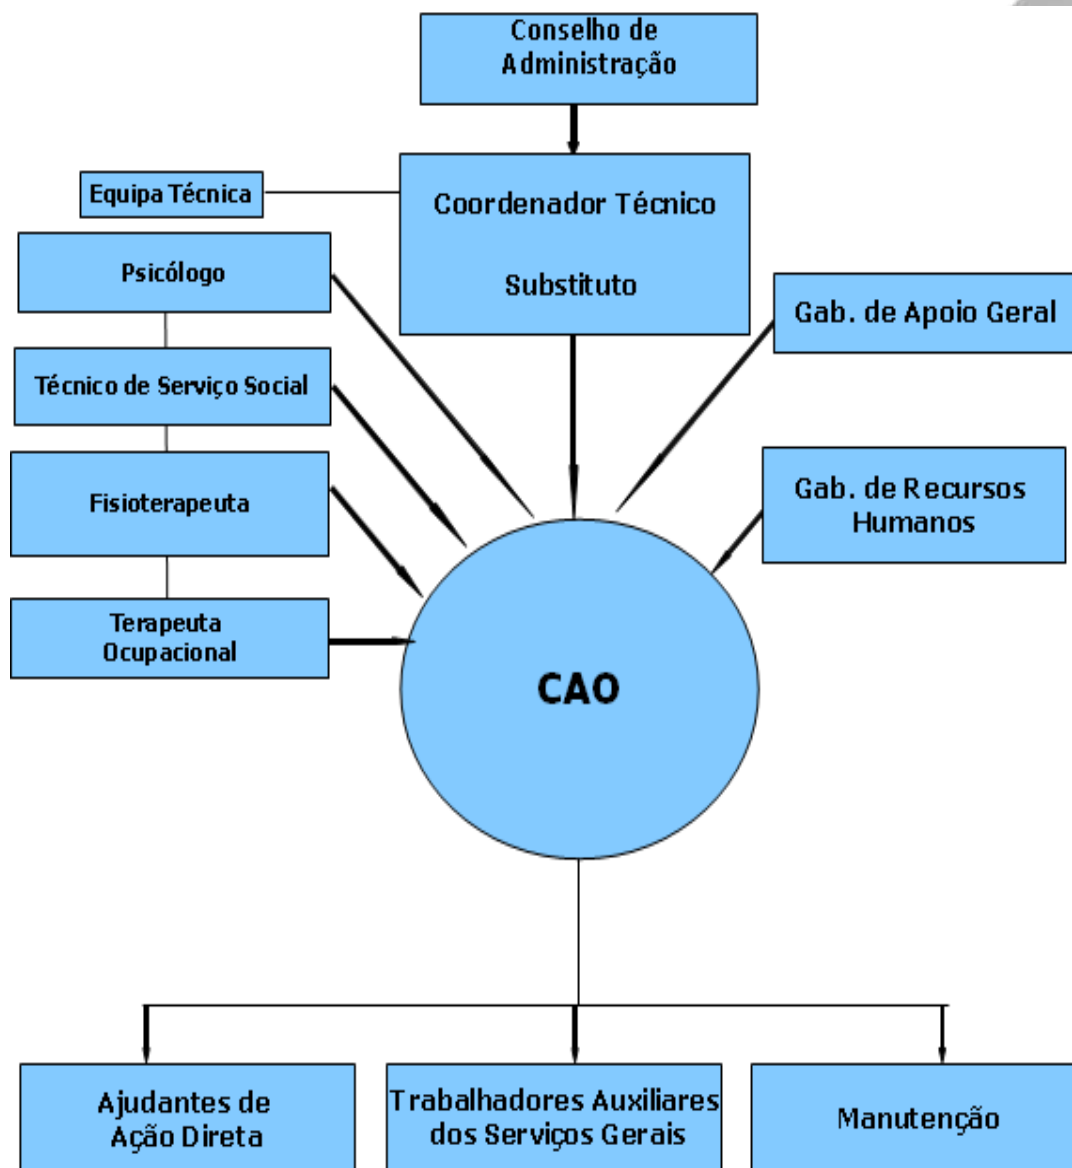 Conselho de
Administração
Equipa Técnica
Coordenador Técnico
Substituto
Psicólogo
Gab. de Apoio Geral
Técnico de Serviço Social
Fisioterapeuta
Gab. de Recursos
Humanos
Terapeuta
Ocupacional
CAO
Ajudantes de
Ação Direta
Trabalhadores Auxiliares
dos Serviços Gerais
Manutenção